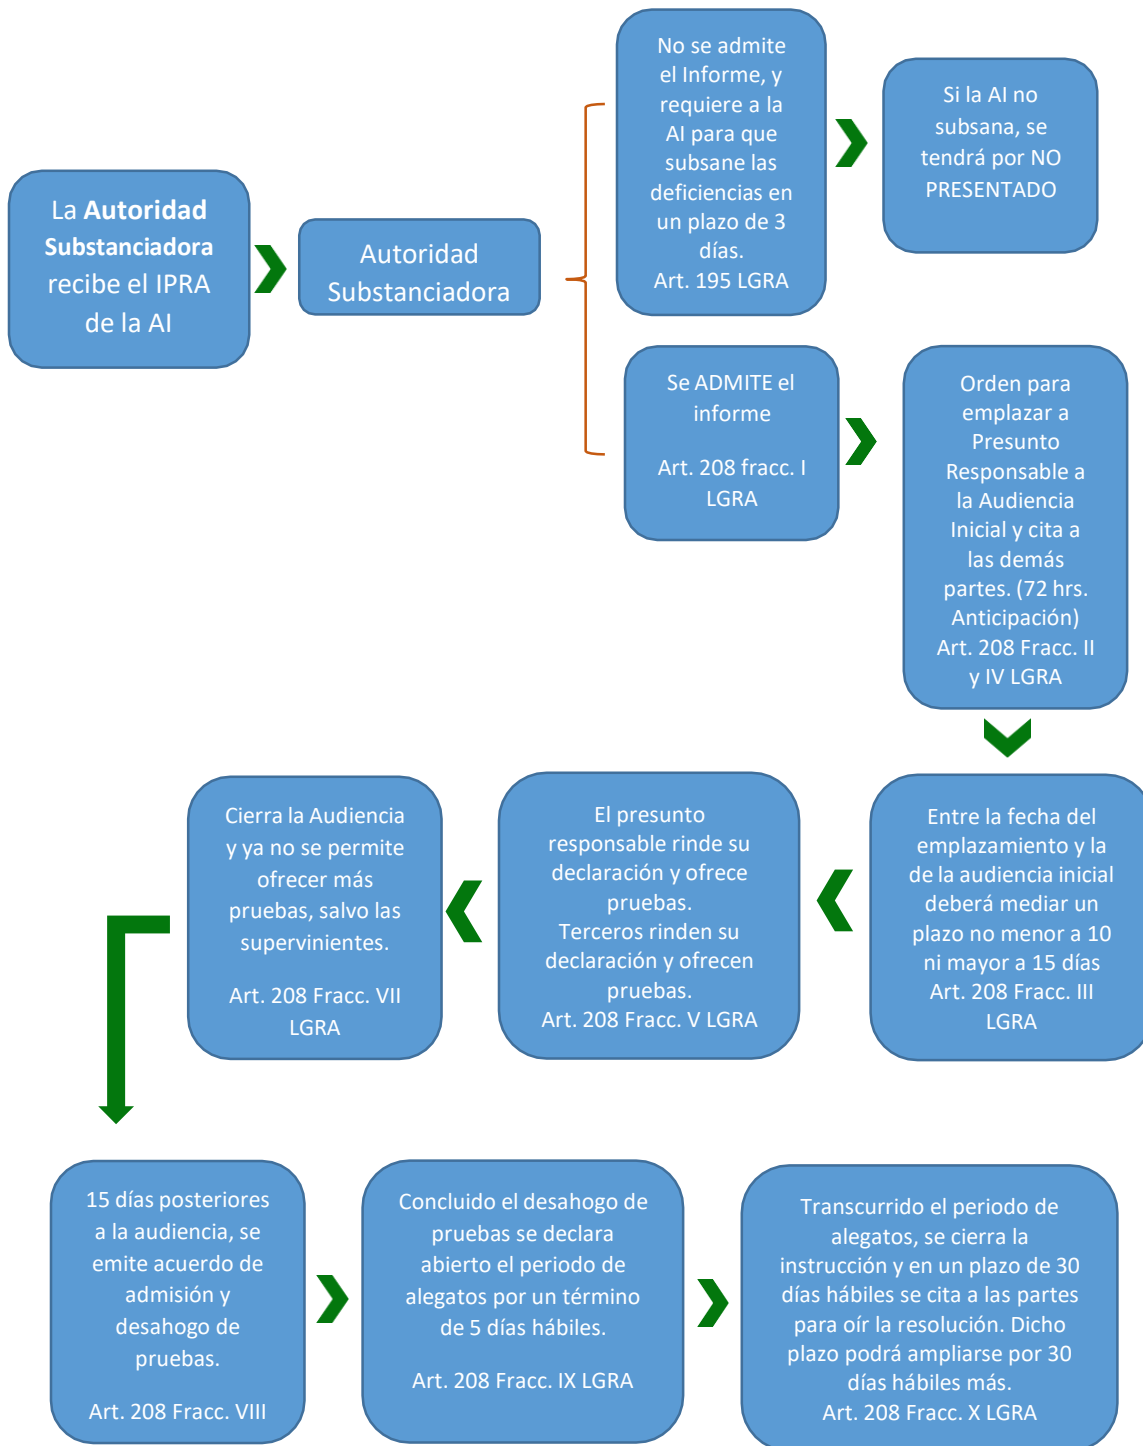 La Autoridad
Substanciadora
recibe el IPRA
de la AI
Autoridad
Substanciadora
No se admite
el Informe, y
requiere a la
AI para que
subsane las
deficiencias en
un plazo de 3
días.
Art. 195 LGRA
Si la AI no
subsana, se
tendrá por NO
PRESENTADO
Se ADMITE el
informe
Art. 208 fracc. I
LGRA
Orden para
emplazar a
Presunto
Responsable a
la Audiencia
Inicial y cita a
las demás
partes. (72 hrs.
Anticipación)
Art. 208 Fracc. II
y IV LGRA
Entre la fecha del
emplazamiento y la
de la audiencia inicial
deberá mediar un
plazo no menor a 10
ni mayor a 15 días
Art. 208 Fracc. III
LGRA
El presunto
responsable rinde su
declaración y ofrece
pruebas.
Terceros rinden su
declaración y ofrecen
pruebas.
Art. 208 Fracc. V LGRA
Cierra la Audiencia
y ya no se permite
ofrecer más
pruebas, salvo las
supervinientes.
Art. 208 Fracc. VII
LGRA
15 días posteriores
a la audiencia, se
emite acuerdo de
admisión y
desahogo de
pruebas.
Art. 208 Fracc. VIII
Concluido el desahogo de
pruebas se declara
abierto el periodo de
alegatos por un término
de 5 días hábiles.
Art. 208 Fracc. IX LGRA
Transcurrido el periodo de
alegatos, se cierra la
instrucción y en un plazo de 30
días hábiles se cita a las partes
para oír la resolución. Dicho
plazo podrá ampliarse por 30
días hábiles más.
Art. 208 Fracc. X LGRA